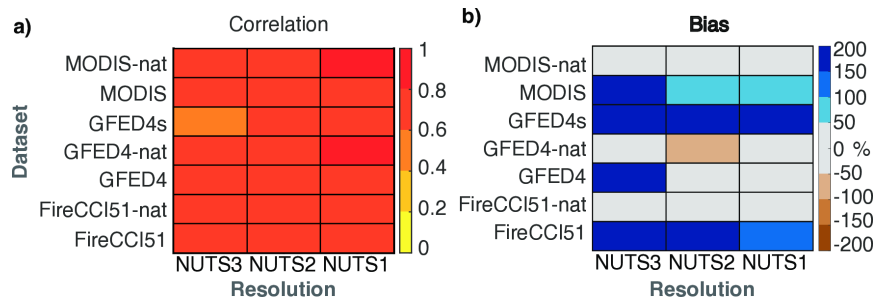 a)
Correlation
Dataset
MODIS-nat
MODIS
GFED4s
GFED4-nat
GFED4
FireCCI51-nat
FireCCI51
NUTS3 NUTS2 NUTS1
Resolution
1
0.8
0.6
0.4
0.2
0
b)
Bias
MODIS-nat
MODIS
GFED4s
GFED4-nat
GFED4
FireCCI51-nat
FireCCI51
NUTS3 NUTS2 NUTS1
Resolution
200
150
100
50
0 %
-50
-100
-150
-200